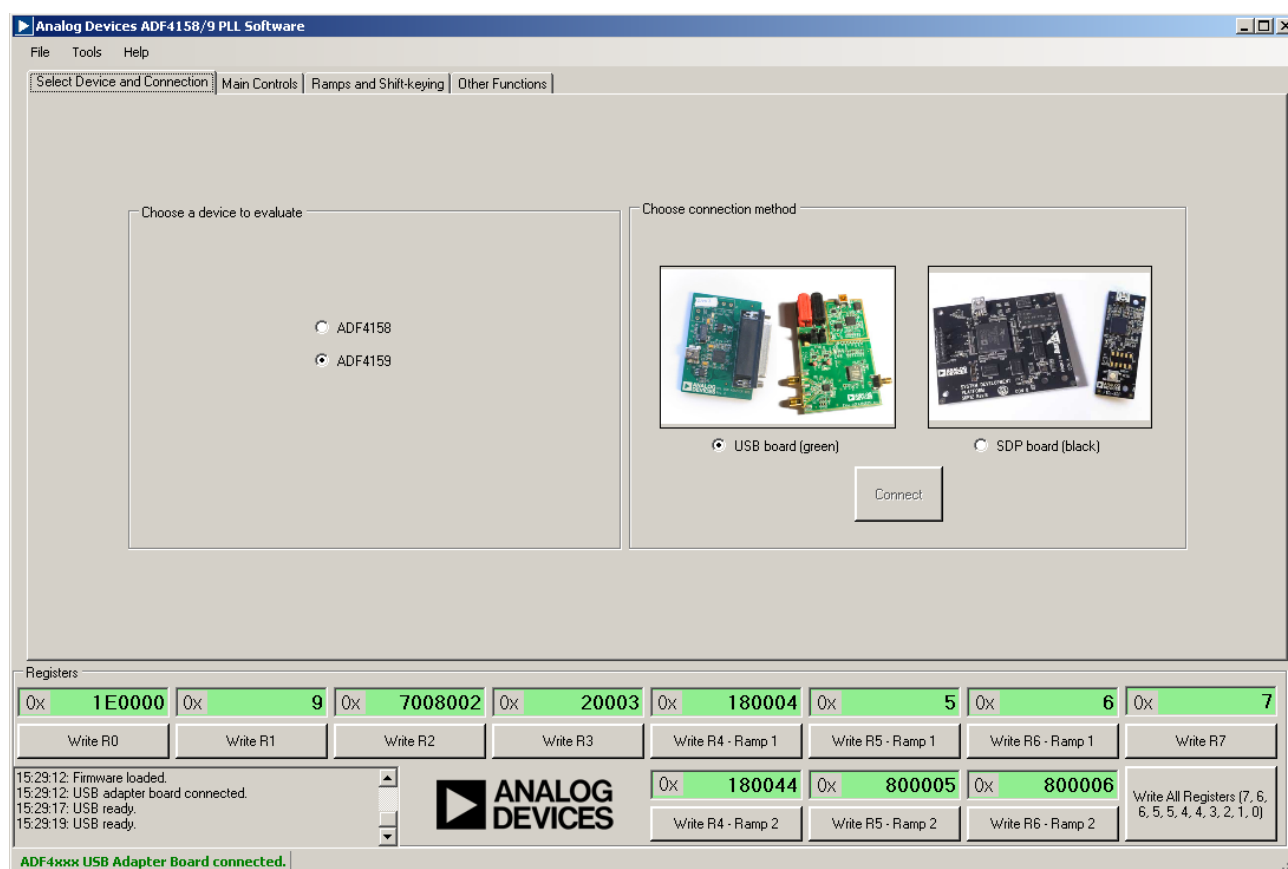 Analog Devices ADF4158/9 PLL Software
File Tools Help
Select Device and Connection Main Controls Ramps and Shift-keying Other Functions
Choose a device to evaluate
ADF4158
ADF4159
Choose connection method
ANALOG DEVICES
ANALOG DEVICES
SYSTEM DEVELOPMENT
PLATFORM
USB board (green) SDP board (black)
Connect
Registers
0x 1E0000 0x 9 0x 7008002 0x 20003 0x 180004 0x 5 0x 6 0x 7
Write R0 Write R1 Write R2 Write R3 Write R4 - Ramp 1 Write R5 - Ramp 1 Write R6 - Ramp 1 Write R7
15:29:12: Firmware loaded.
15:29:12: USB adapter board connected.
15:29:17: USB ready.
15:29:19: USB ready.
ANALOG
DEVICES
0x 180044 0x 800005 0x 800006
Write R4 - Ramp 2 Write R5 - Ramp 2 Write R6 - Ramp 2
Write All Registers (7, 6,
6, 5, 5, 4, 4, 3, 2, 1, 0)
ADF4xxx USB Adapter Board connected.